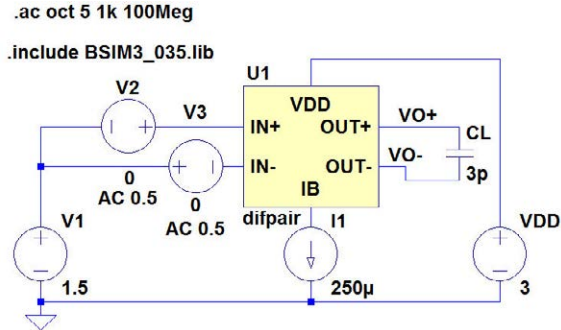 .ac oct 5 1k 100Meg
.include BSIM3_035.lib
U1
V2
V3
VDD
IN+
OUT+
VO+
CL
IN-
OUT-
VO-
3p
0
AC 0.5
0
AC 0.5
IB
difpair
I1
V1
VDD
1.5
250µ
3